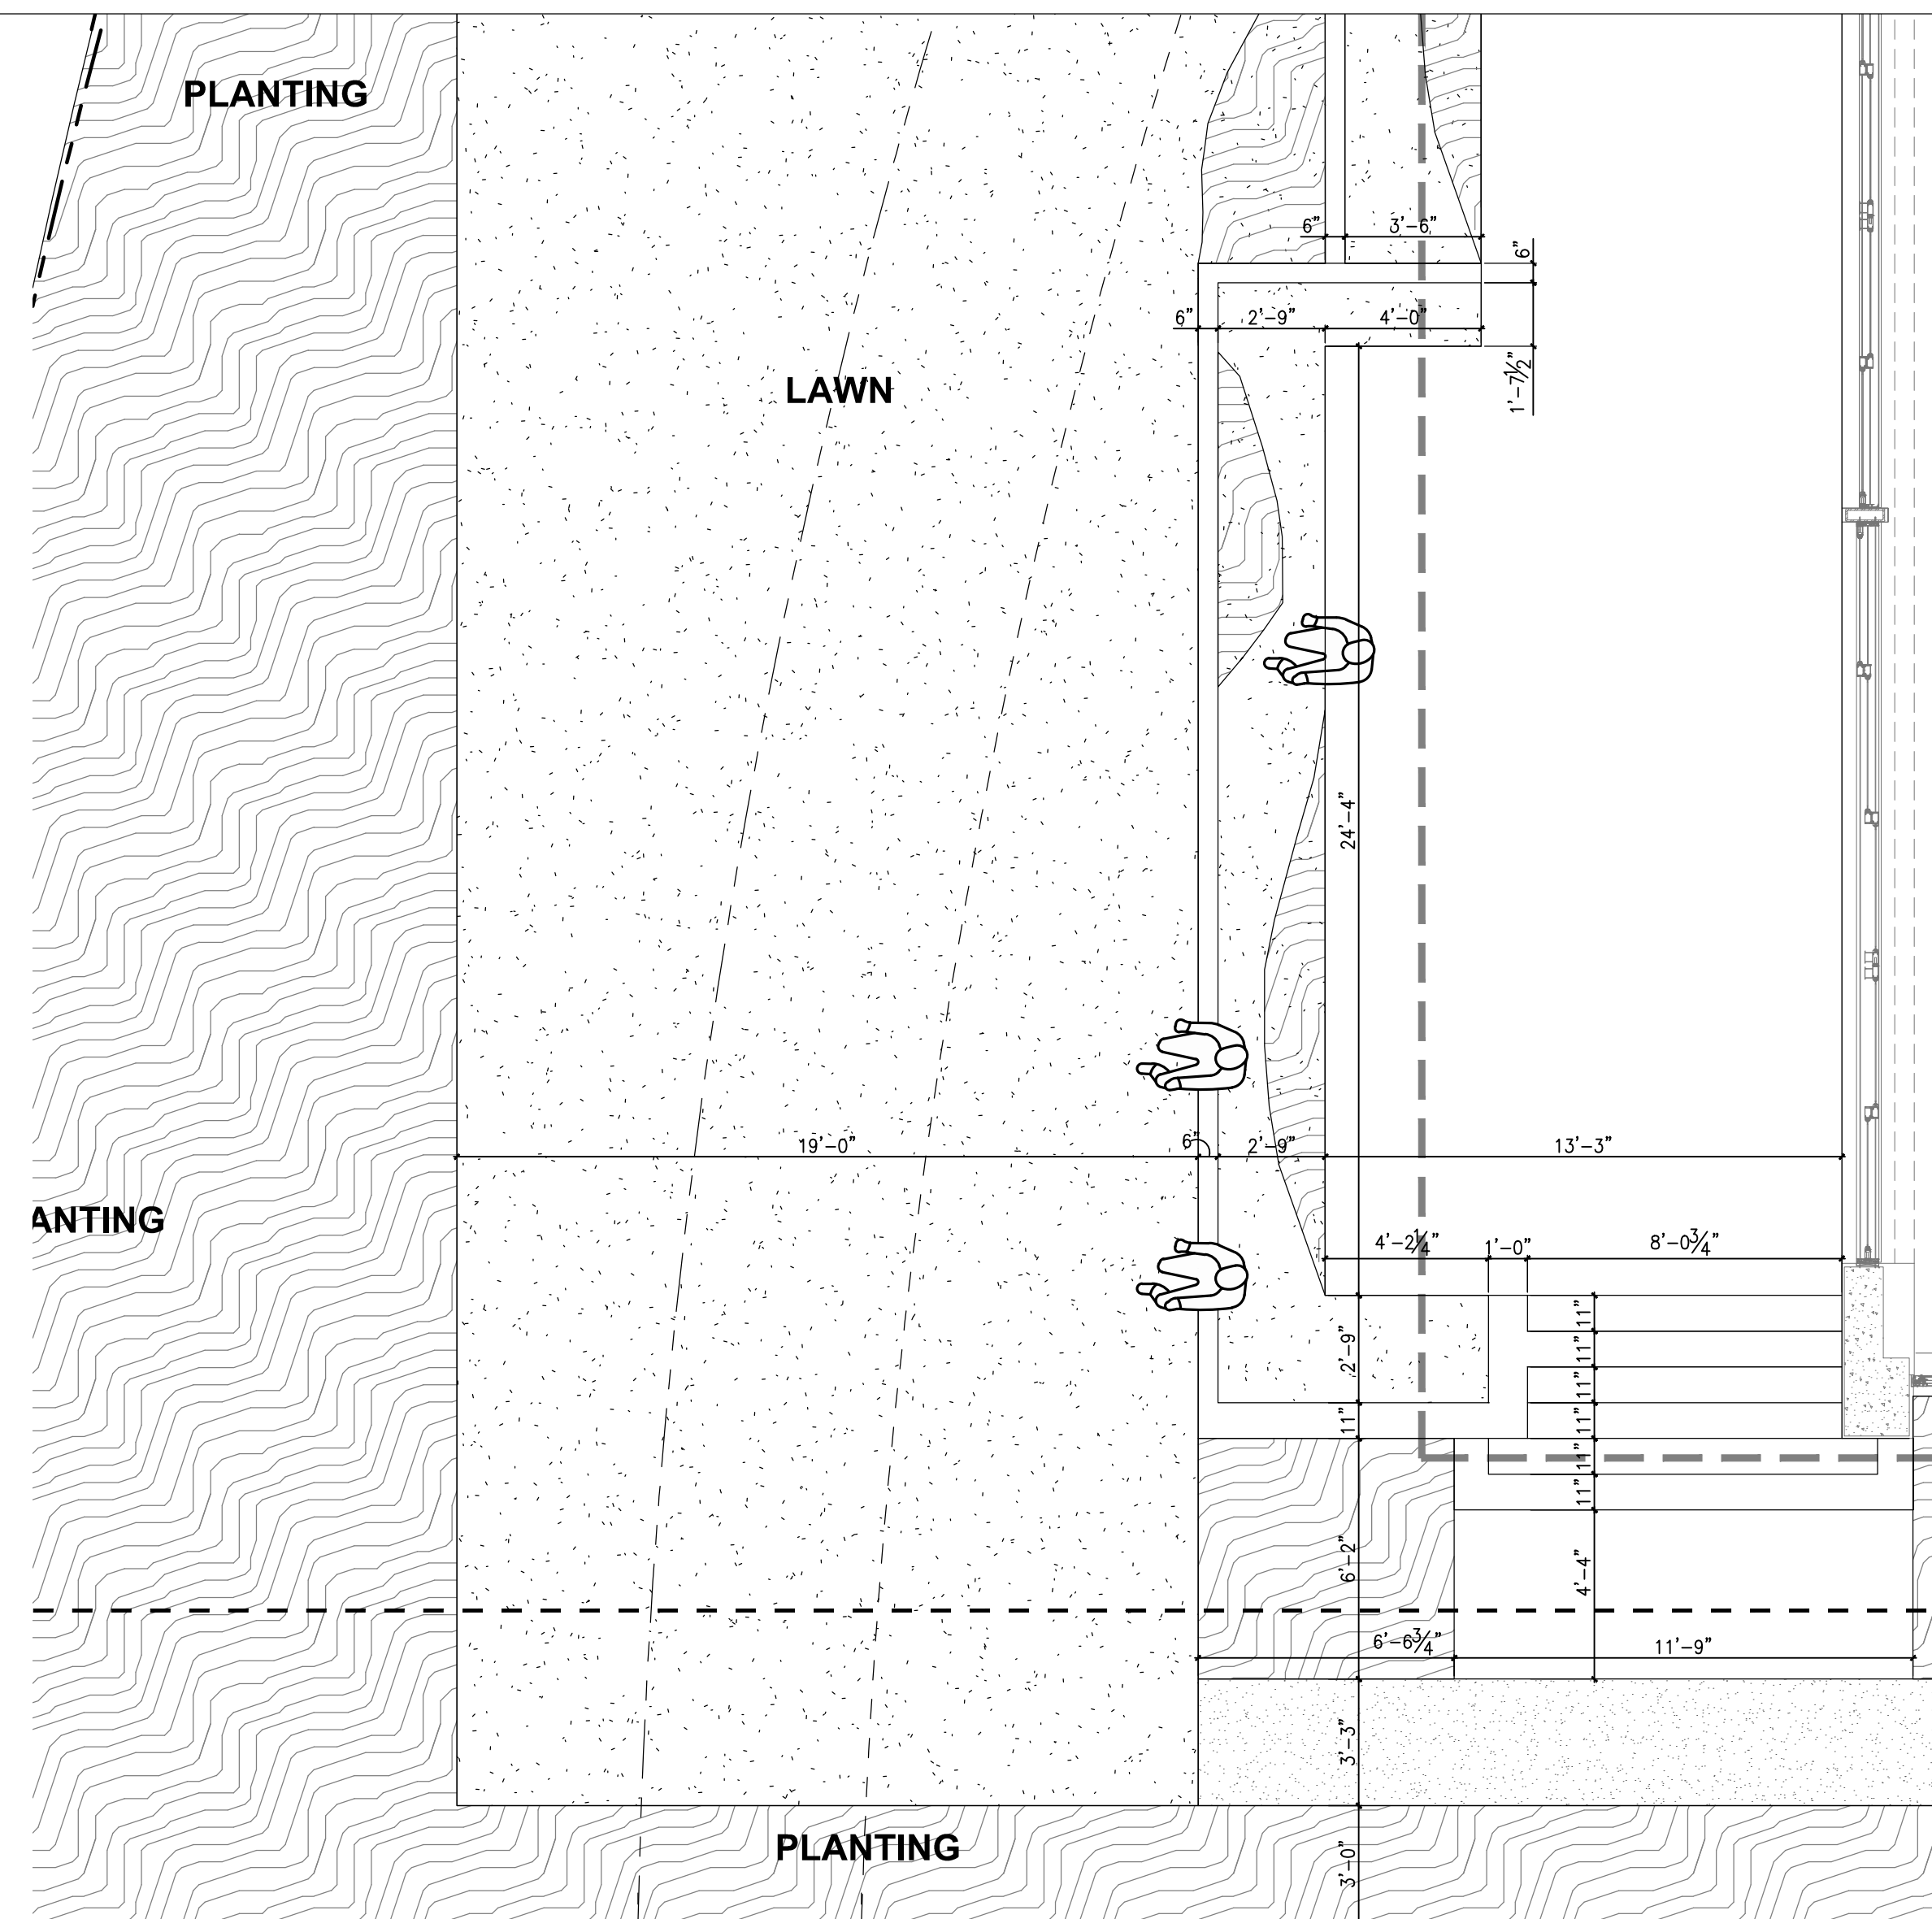 PLANTING
6" 3'-6"
6"
6" 2'-9" 4'-0"
1'-7½"
LAWN
24'-4"
19'-0" 6" 2'-9" 13'-3"
ANTING
4'-2¼" 1'-0" 8'-0¾"
11"
2'-9" 11"
11"
11" 11"
11"
11"
6'-2" 4'-4"
6'-6¾" 11'-9"
3'-3"
PLANTING
3'-0"